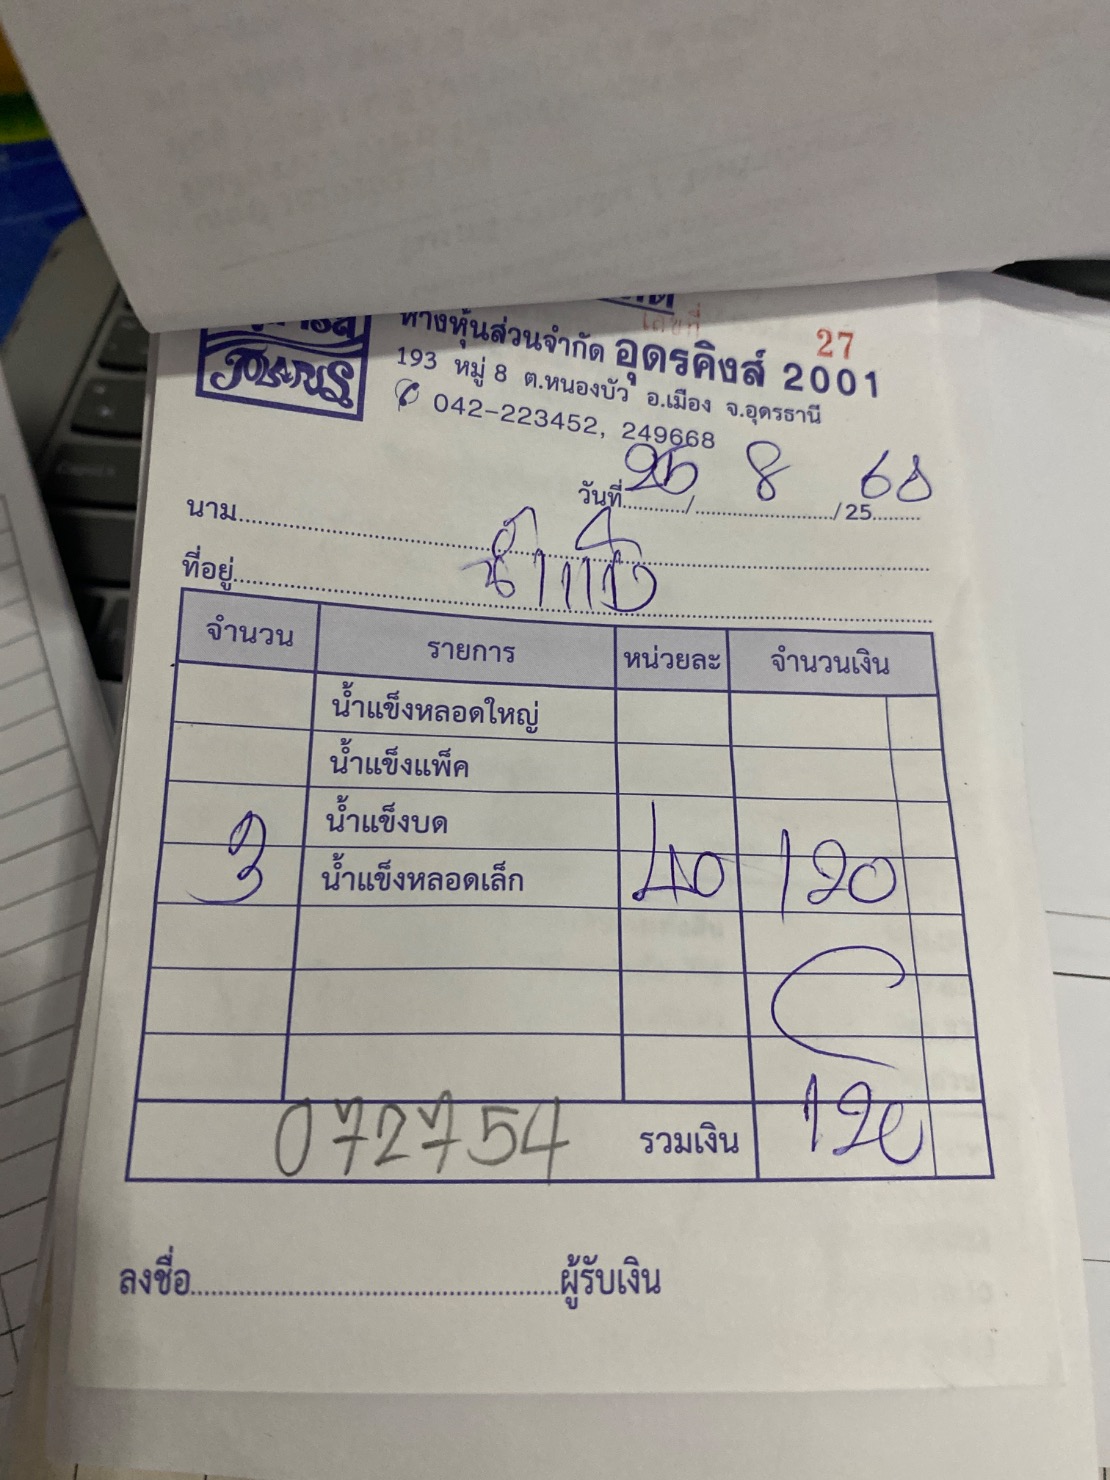 เลขที่ 27
POLARIS
ห้างหุ้นส่วนจำกัด อุดรคิงส์ 2001
193 หมู่ 8 ต.หนองบัว อ.เมือง จ.อุดรธานี
042-223452, 249668
วันที่ 26 / 8 / 25 68
นาม
ที่อยู่
จำนวน รายการ หน่วยละ จำนวนเงิน
น้ำแข็งหลอดใหญ่
น้ำแข็งแพ็ค
น้ำแข็งบด
3 น้ำแข็งหลอดเล็ก 40 120
072754 รวมเงิน 120
ลงชื่อ ผู้รับเงิน